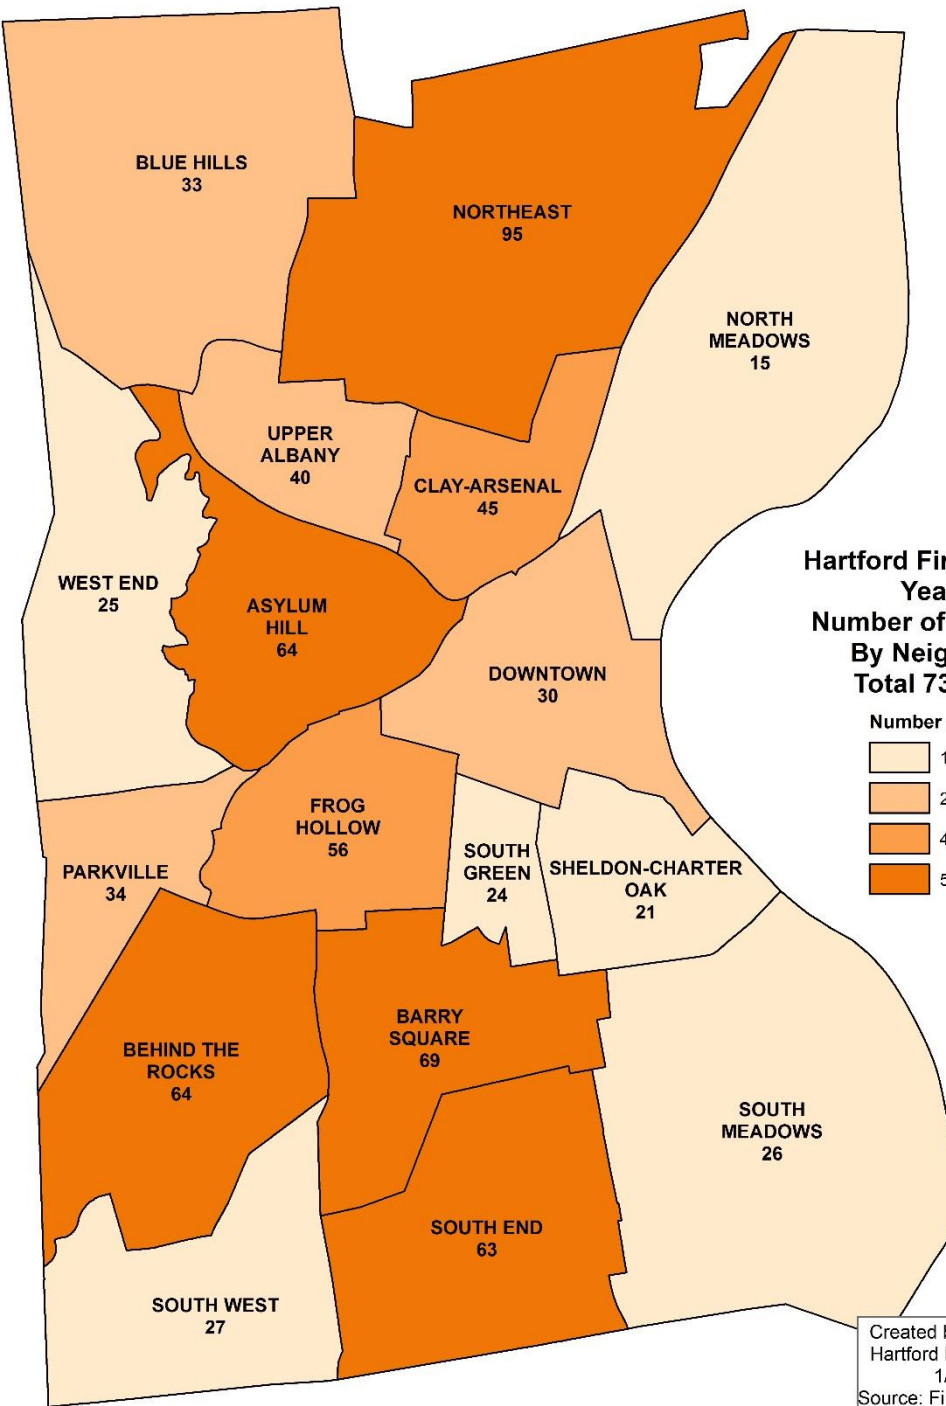 BLUE HILLS
33
NORTHEAST
95
NORTH
MEADOWS
15
UPPER
ALBANY
40
CLAY-ARSENAL
45
WEST END
25
ASYLUM
HILL
64
DOWNTOWN
30
FROG
HOLLOW
56
PARKVILLE
34
SOUTH
GREEN
24
SHELDON-CHARTER
OAK
21
BEHIND THE
ROCKS
64
BARRY
SQUARE
69
SOUTH
MEADOWS
26
SOUTH END
63
SOUTH WEST
27
Hartford
Number of
By
Total
Number
Created
Hartford
Source: